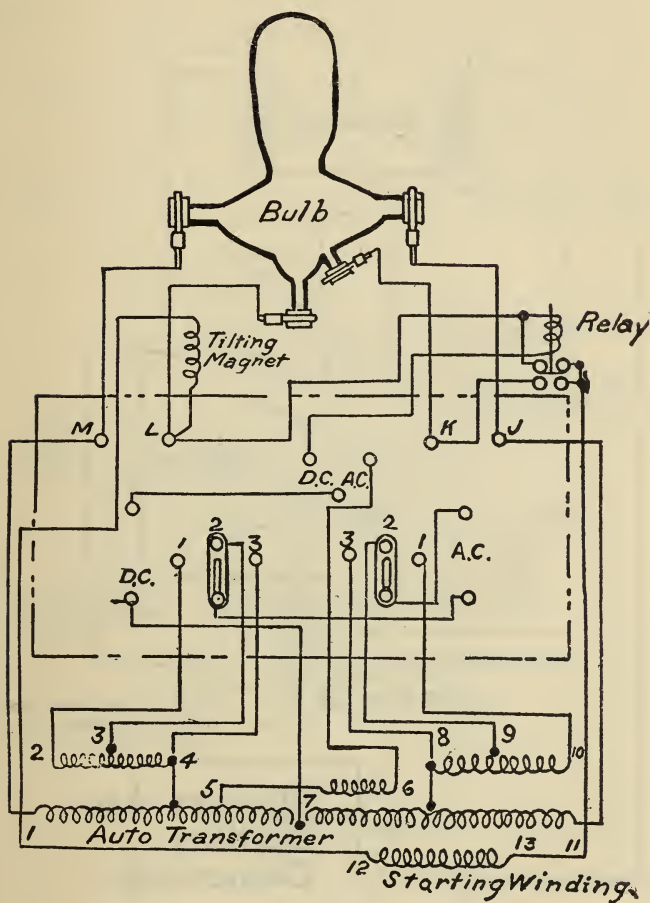 Bulb
Relay
Tilting
Magnet
M
L
K
J
D.C. A.C.
1
2
3
3
2
1
A.C.
D.C.
2
3
4
8
9
10
5
6
7
1
Auto Transformer
11
12
13
Starting Winding